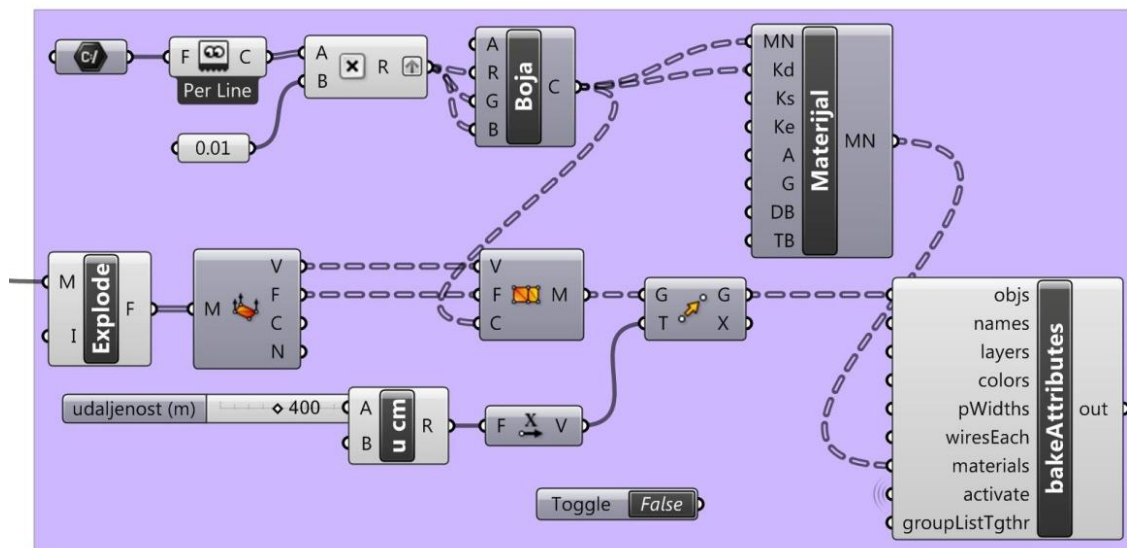 C:/
F C
Per Line
A
B
R
0.01
A
R
G
B
Boja
C
MN
Kd
Ks
Ke
A
G
DB
TB
Materijal
MN
M
I
Explode
F
M
V
F
C
N
V
F
C
M
G
T
G
X
udaljenost (m) 400
A
B
u cm
R
F X V
Toggle False
objs
names
layers
colors
pWidths
wiresEach
materials
activate
groupListTgthr
bakeAttributes
out